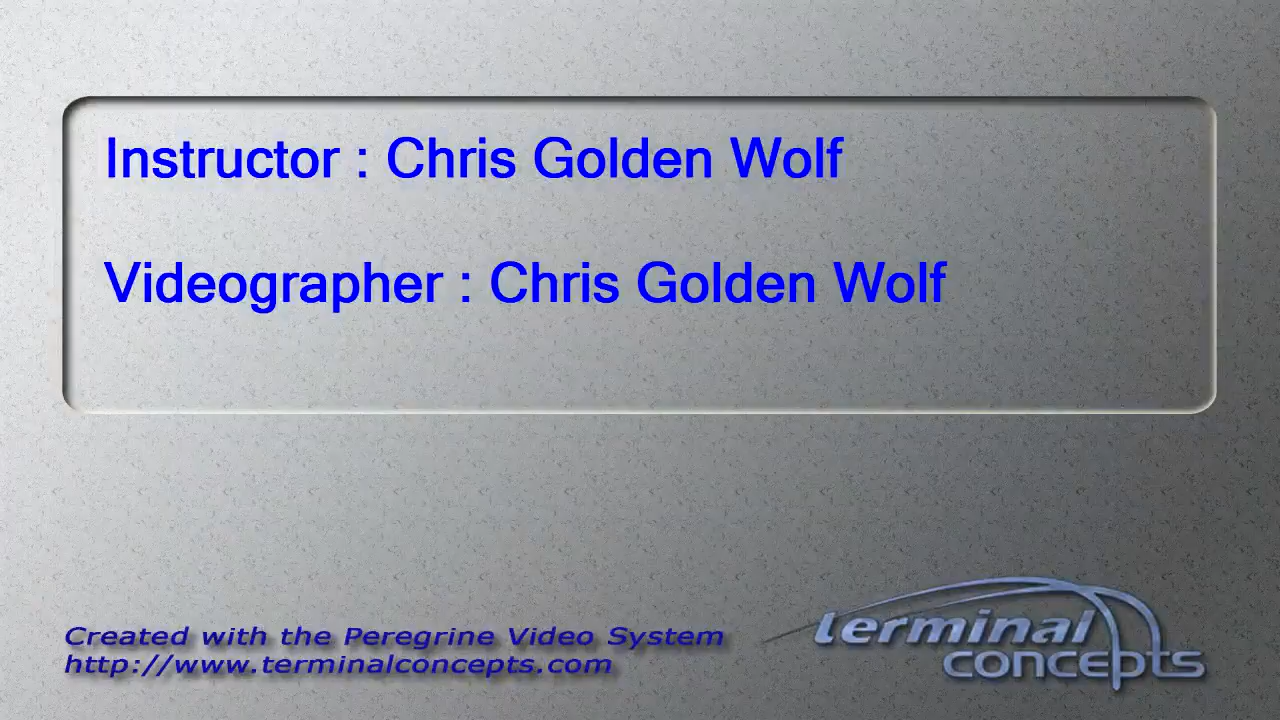 Instructor : Chris Golden Wolf
Videographer : Chris Golden Wolf
Created with the Peregrine Video System
http://www.terminalconcepts.com
terminal
concepts